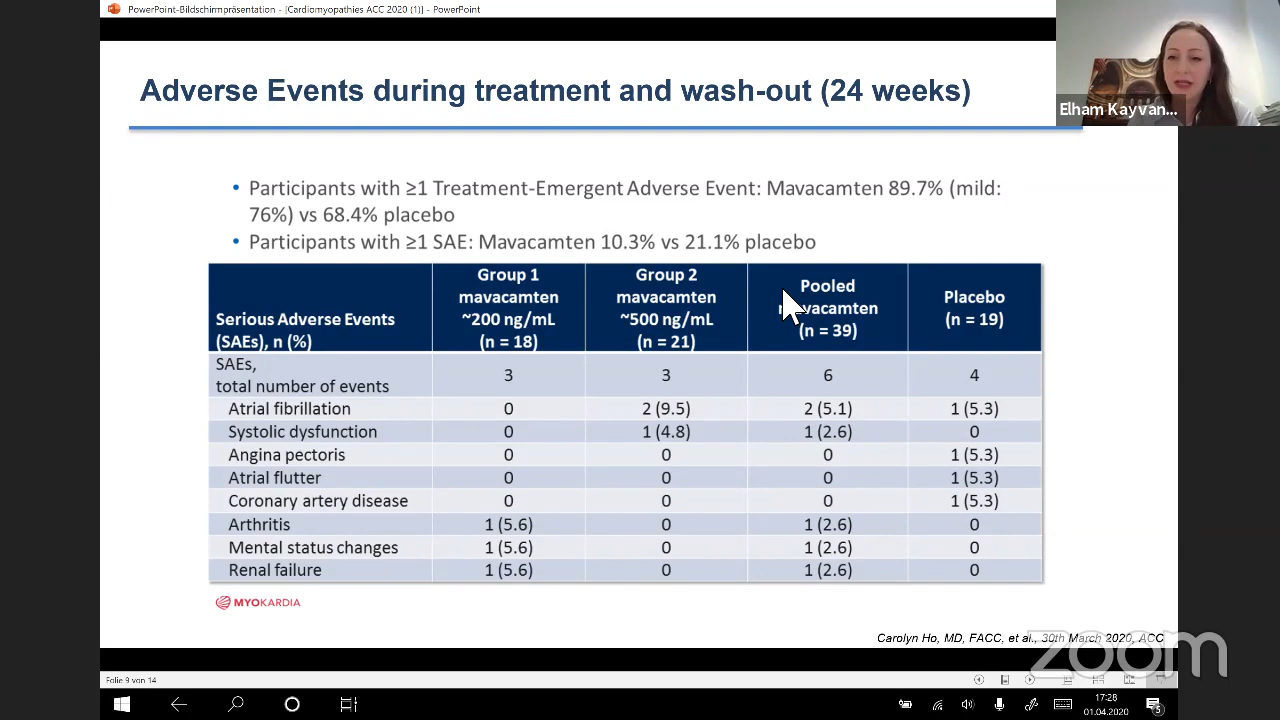 PowerPoint-Bildschirmpräsentation - [Cardiomyopathies ACC 2020 (1)] - PowerPoint
Elham Kayvan...
Adverse Events during treatment and wash-out (24 weeks)
• Participants with ≥1 Treatment-Emergent Adverse Event: Mavacamten 89.7% (mild:
76%) vs 68.4% placebo
• Participants with ≥1 SAE: Mavacamten 10.3% vs 21.1% placebo
Serious Adverse Events
(SAEs), n (%)
Group 1
mavacamten
~200 ng/mL
(n = 18)
Group 2
mavacamten
~500 ng/mL
(n = 21)
Pooled
mavacamten
(n = 39)
Placebo
(n = 19)
SAEs,
total number of events 3 3 6 4
Atrial fibrillation 0 2 (9.5) 2 (5.1) 1 (5.3)
Systolic dysfunction 0 1 (4.8) 1 (2.6) 0
Angina pectoris 0 0 0 1 (5.3)
Atrial flutter 0 0 0 1 (5.3)
Coronary artery disease 0 0 0 1 (5.3)
Arthritis 1 (5.6) 0 1 (2.6) 0
Mental status changes 1 (5.6) 0 1 (2.6) 0
Renal failure 1 (5.6) 0 1 (2.6) 0
MYOKARDIA
Carolyn Ho, MD, FACC, et al., 30th March 2020, ACC
zoom
Folie 9 von 14
17:28
01.04.2020
5